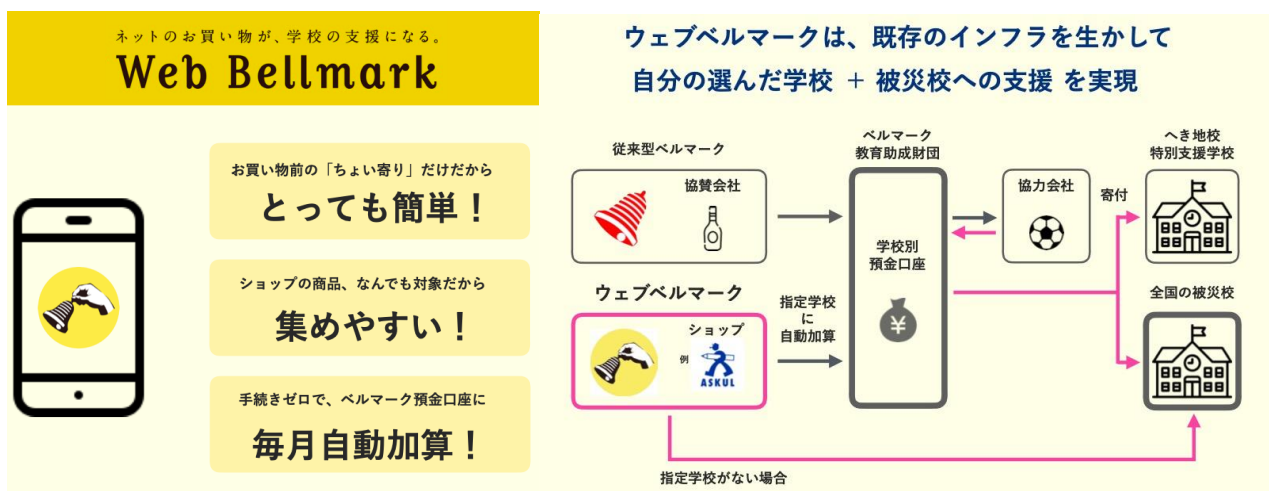 ネットのお買い物が、学校の支援になる。
Web Bellmark
お買い物前の「ちょい寄り」だけだから
とっても簡単！
ショップの商品、なんでも対象だから
集めやすい！
手続きゼロで、ベルマーク預金口座に
毎月自動加算！
ウェブベルマークは、既存のインフラを生かして
自分の選んだ学校 ＋ 被災校への支援 を実現
従来型ベルマーク
協賛会社
ウェブベルマーク
ショップ
例
ASKUL
指定学校
に
自動加算
ベルマーク
教育助成財団
学校別
預金口座
¥
協力会社
寄付
へき地校
特別支援学校
全国の被災校
指定学校がない場合